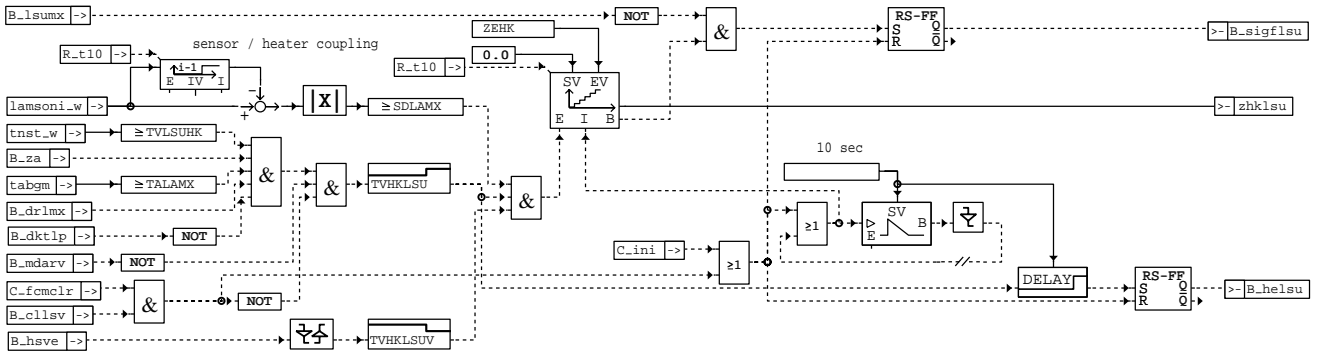 B_lsumx ->
NOT
&
RS-FF
S Q
R Q
>- B_sigflsu
ZEHK
0.0
sensor / heater coupling
R_t10 ->
i-1
E IV I
R_t10 ->
SV EV
E I B
lamsoni_w ->
+
-
|X|
≥SDLAMX
>- zhklsu
tnst_w ->
≥TVLSUHK
B_za ->
tabgm ->
≥TALAMX
B_drlmx ->
B_dktlp ->
NOT
&
&
TVHKLSU
&
10 sec
SV
B
E
≥1
B_mdarv ->
NOT
C_ini ->
≥1
C_fcmclr ->
B_cllsv ->
&
NOT
DELAY
RS-FF
S Q
R Q
>- B_helsu
B_hsve ->
TVHKLSUV